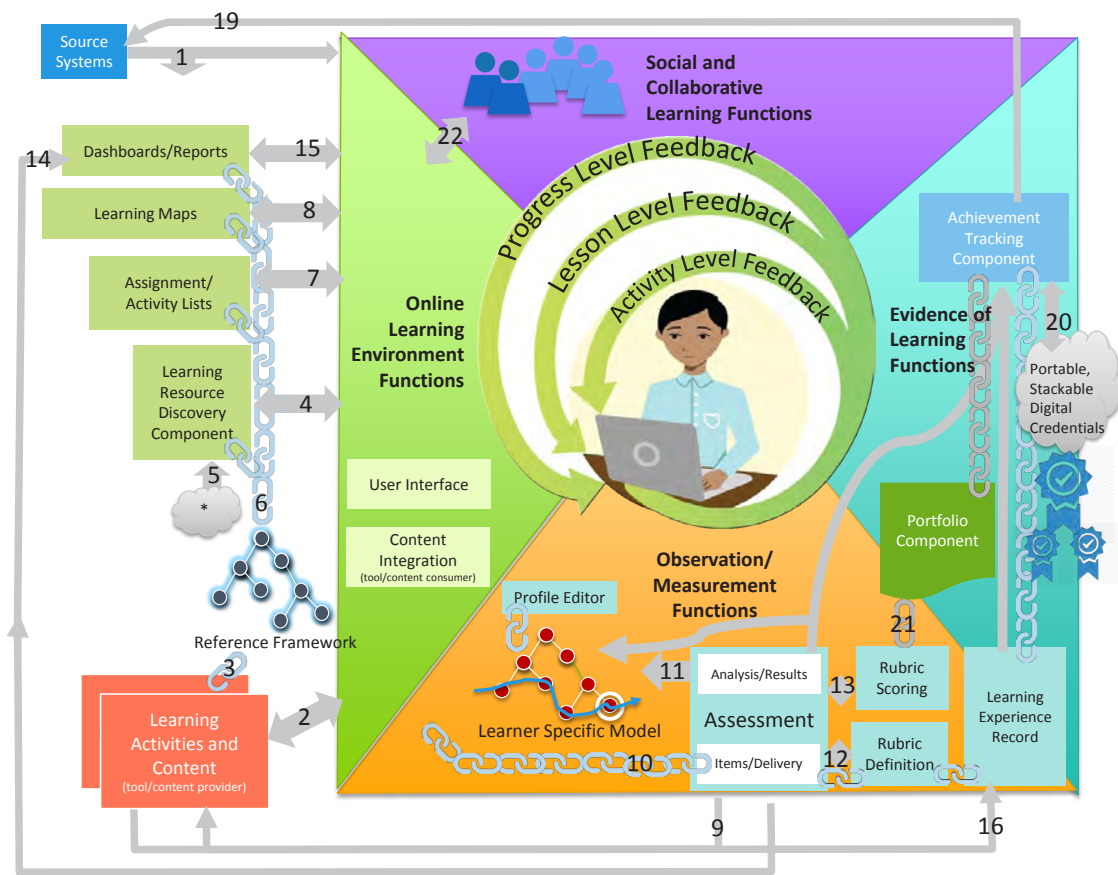 19
Source
Systems
1
Social and
Collaborative
Learning Functions
22
14
Dashboards/Reports
15
Learning Maps
8
Assignment/
Activity Lists
7
Learning
Resource
Discovery
Component
4
5
*
6
Reference Framework
3
Learning
Activities and
Content
(tool/content provider)
2
Online
Learning
Environment
Functions
User Interface
Content
Integration
(tool/content consumer)
Progress Level Feedback
Lesson Level Feedback
Activity Level Feedback
Achievement
Tracking
Component
Evidence of
Learning
Functions
20
Portable,
Stackable
Digital
Credentials
Portfolio
Component
Observation/
Measurement
Functions
Profile Editor
Learner Specific Model
11
Analysis/Results
Assessment
Items/Delivery
10
13
12
21
Rubric
Scoring
Rubric
Definition
Learning
Experience
Record
9
16